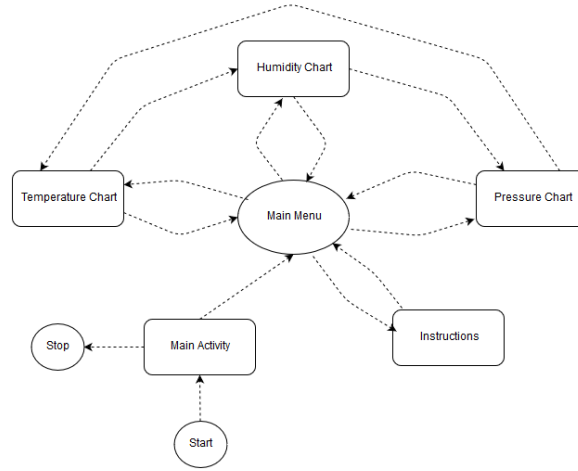 Humidity Chart
Temperature Chart
Main Menu
Pressure Chart
Stop
Main Activity
Instructions
Start